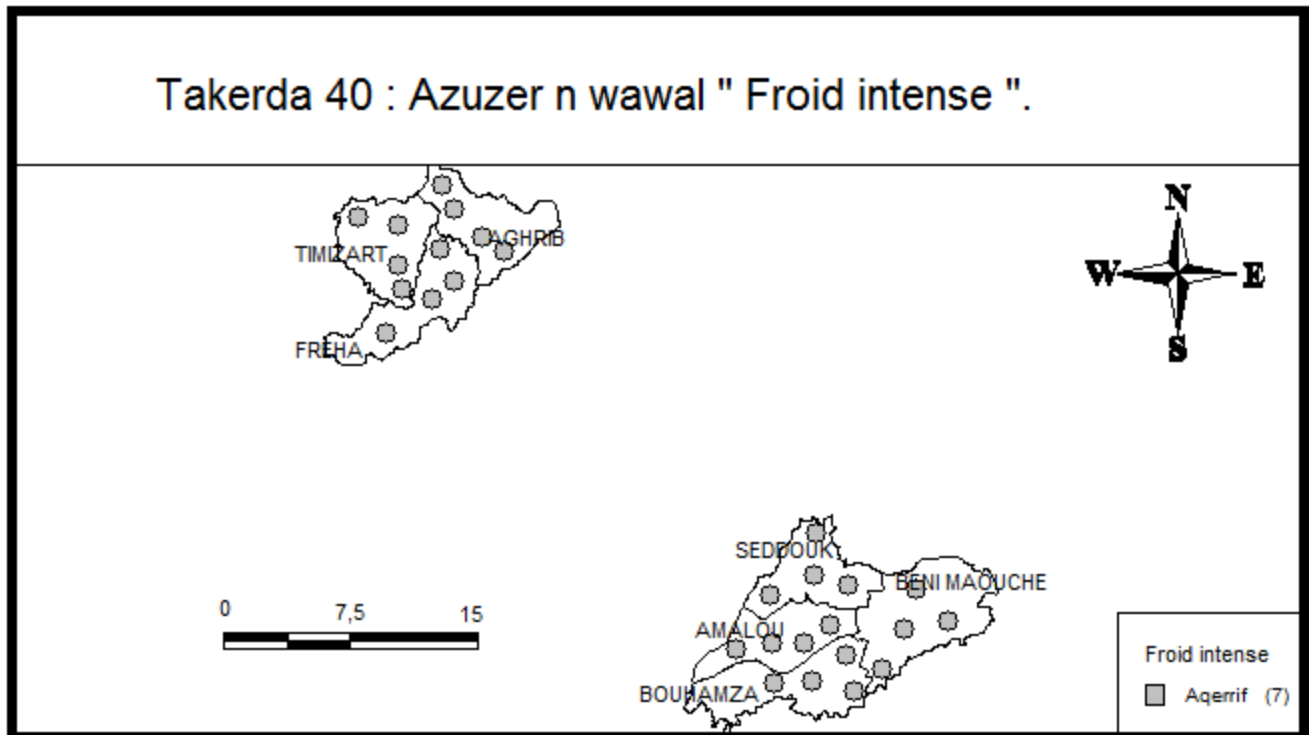 Takerda 40 : Azuzer n wawal " Froid intense ".
N
W
E
S
AGHRIB
TIMIZART
FREHA
SEDDOUK
BENI MAOUCHE
AMALOU
BOUHAMZA
0 7,5 15
Froid intense
Aqerrif (7)